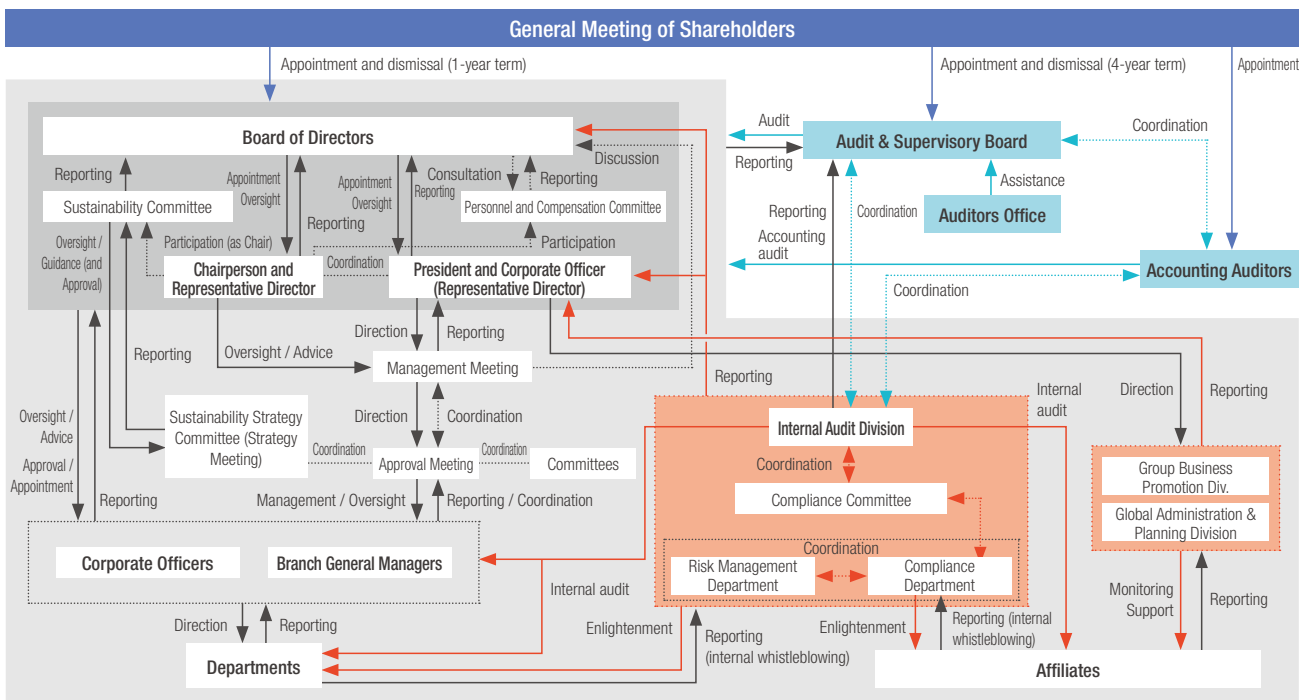 General Meeting of Shareholders
Appointment and dismissal (1-year term)
Appointment and dismissal (4-year term)
Appointment
Board of Directors
Audit
Reporting
Audit & Supervisory Board
Coordination
Discussion
Reporting
Appointment
Oversight
Reporting
Appointment
Oversight
Reporting
Consultation
Reporting
Assistance
Sustainability Committee
Personnel and Compensation Committee
Reporting
Coordination
Auditors Office
Oversight /
Guidance (and
Approval)
Participation (as Chair)
Participation
Accounting
audit
Chairperson and
Representative Director
Coordination
President and Corporate Officer
(Representative Director)
Accounting Auditors
Coordination
Direction
Reporting
Reporting
Oversight / Advice
Management Meeting
Reporting
Internal
audit
Direction
Reporting
Oversight /
Advice
Approval /
Appointment
Reporting
Sustainability Strategy
Committee (Strategy
Meeting)
Direction
Coordination
Coordination
Approval Meeting
Coordination
Committees
Internal Audit Division
Coordination
Compliance Committee
Group Business
Promotion Div.
Global Administration &
Planning Division
Management / Oversight
Reporting / Coordination
Corporate Officers
Branch General Managers
Coordination
Risk Management
Department
Compliance
Department
Internal audit
Monitoring
Support
Reporting
Direction
Reporting
Enlightenment
Reporting
(internal whistleblowing)
Enlightenment
Reporting (internal
whistleblowing)
Departments
Affiliates